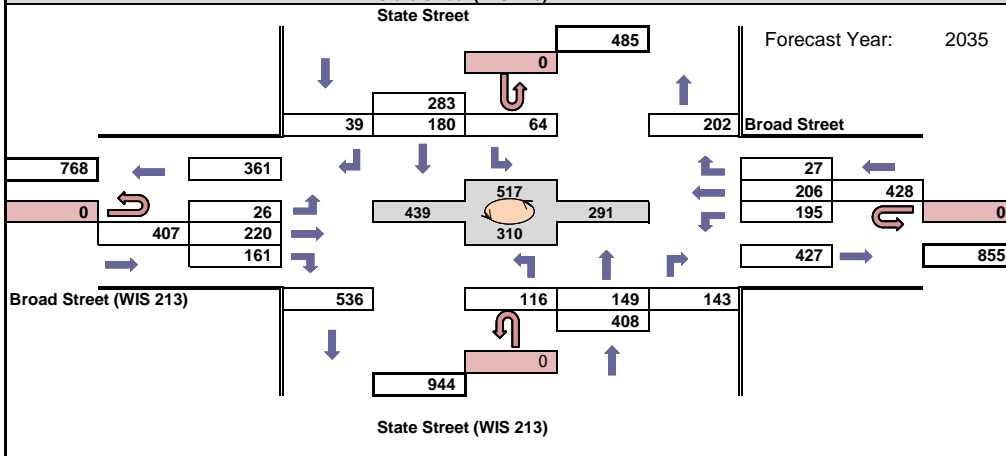 State Street
485
Forecast Year: 2035
0
283
39 180 64 202 Broad Street
768 361 27
517
206 428
0 26 439 291 195 0
407 220 310
161 427 855
Broad Street (WIS 213) 536 116 149 143
408
0
944
State Street (WIS 213)